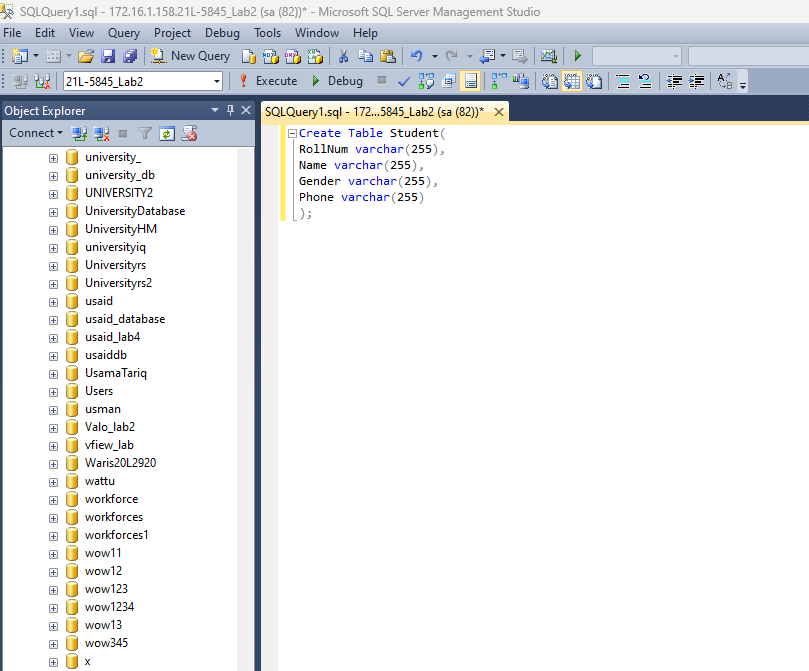 SQLQuery1.sql - 172.16.1.158.21L-5845_Lab2 (sa (82))* - Microsoft SQL Server Management Studio
File Edit View Query Project Debug Tools Window Help
New Query
21L-5845_Lab2 Execute Debug
Object Explorer
SQLQuery1.sql - 172...5845_Lab2 (sa (82))*
Connect
university_
university_db
UNIVERSITY2
UniversityDatabase
UniversityHM
universityiq
Universityrs
Universityrs2
usaid
usaid_database
usaid_lab4
usaiddb
UsamaTariq
Users
usman
Valo_lab2
vfiew_lab
Waris20L2920
wattu
workforce
workforces
workforces1
wow11
wow12
wow123
wow1234
wow13
wow345
x
Create Table Student(
RollNum varchar(255),
Name varchar(255),
Gender varchar(255),
Phone varchar(255)
);